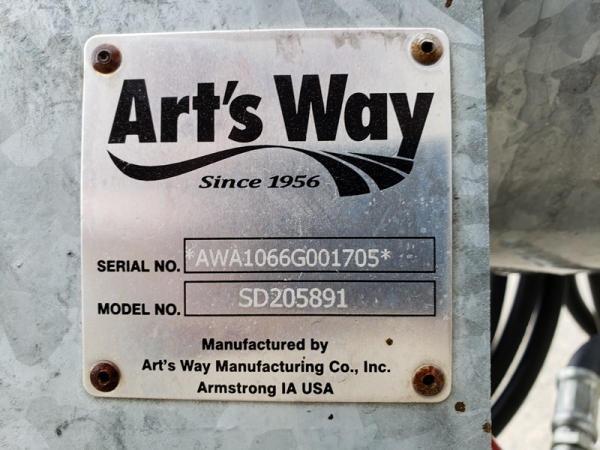 Art's Way
Since 1956
SERIAL NO. *AWA1066G001705*
MODEL NO. SD205891
Manufactured by
Art's Way Manufacturing Co., Inc.
Armstrong IA USA